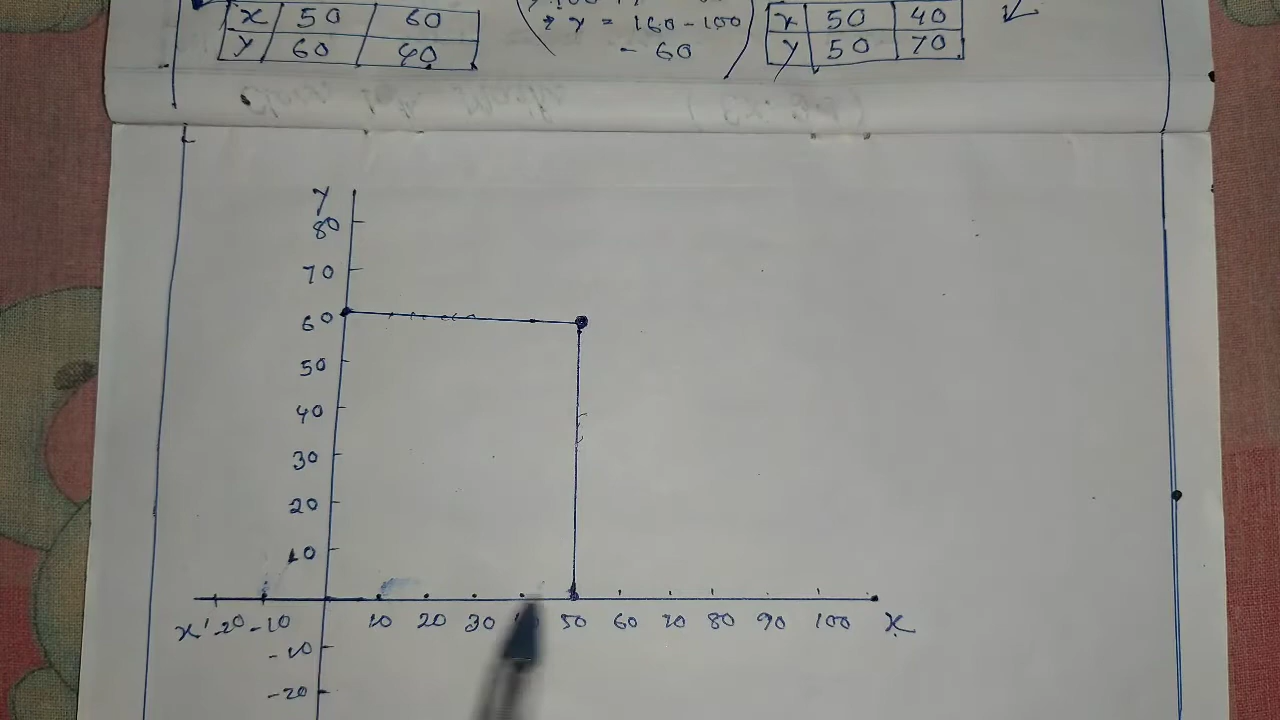 x 50 60
y 60 40
y = 160 - 100
- 60
x 50 40
y 50 70
y
80
70
60
50
40
30
20
10
x' -20 -10 10 20 30 50 60 70 80 90 100 x
-10
-20